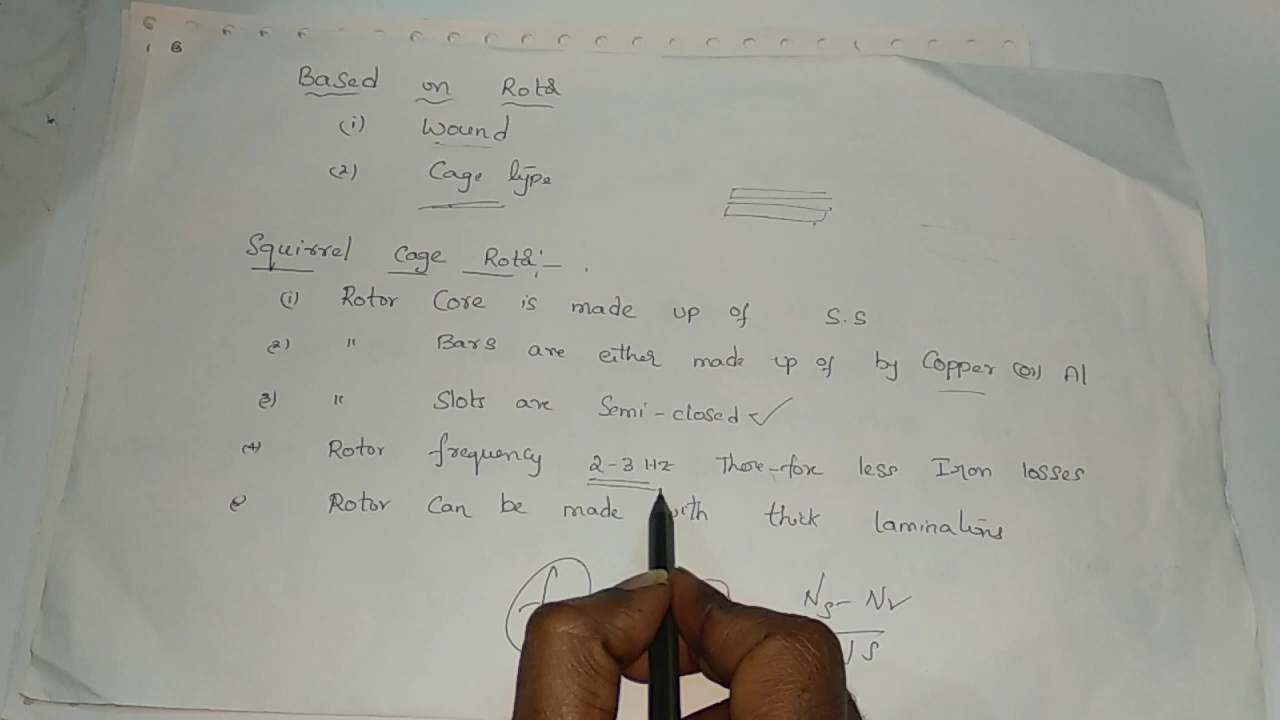 Based on Rotor
(i) Wound
(2) Cage type
Squirrel Cage Rotor:-
(i) Rotor Core is made up of S.S
(2) " Bars are either made up of by Copper (or) Al
(3) " Slots are Semi-closed ✓
(4) Rotor frequency 2-3 Hz There-fore less Iron losses
Rotor Can be made with thick laminations
Ns - Nr